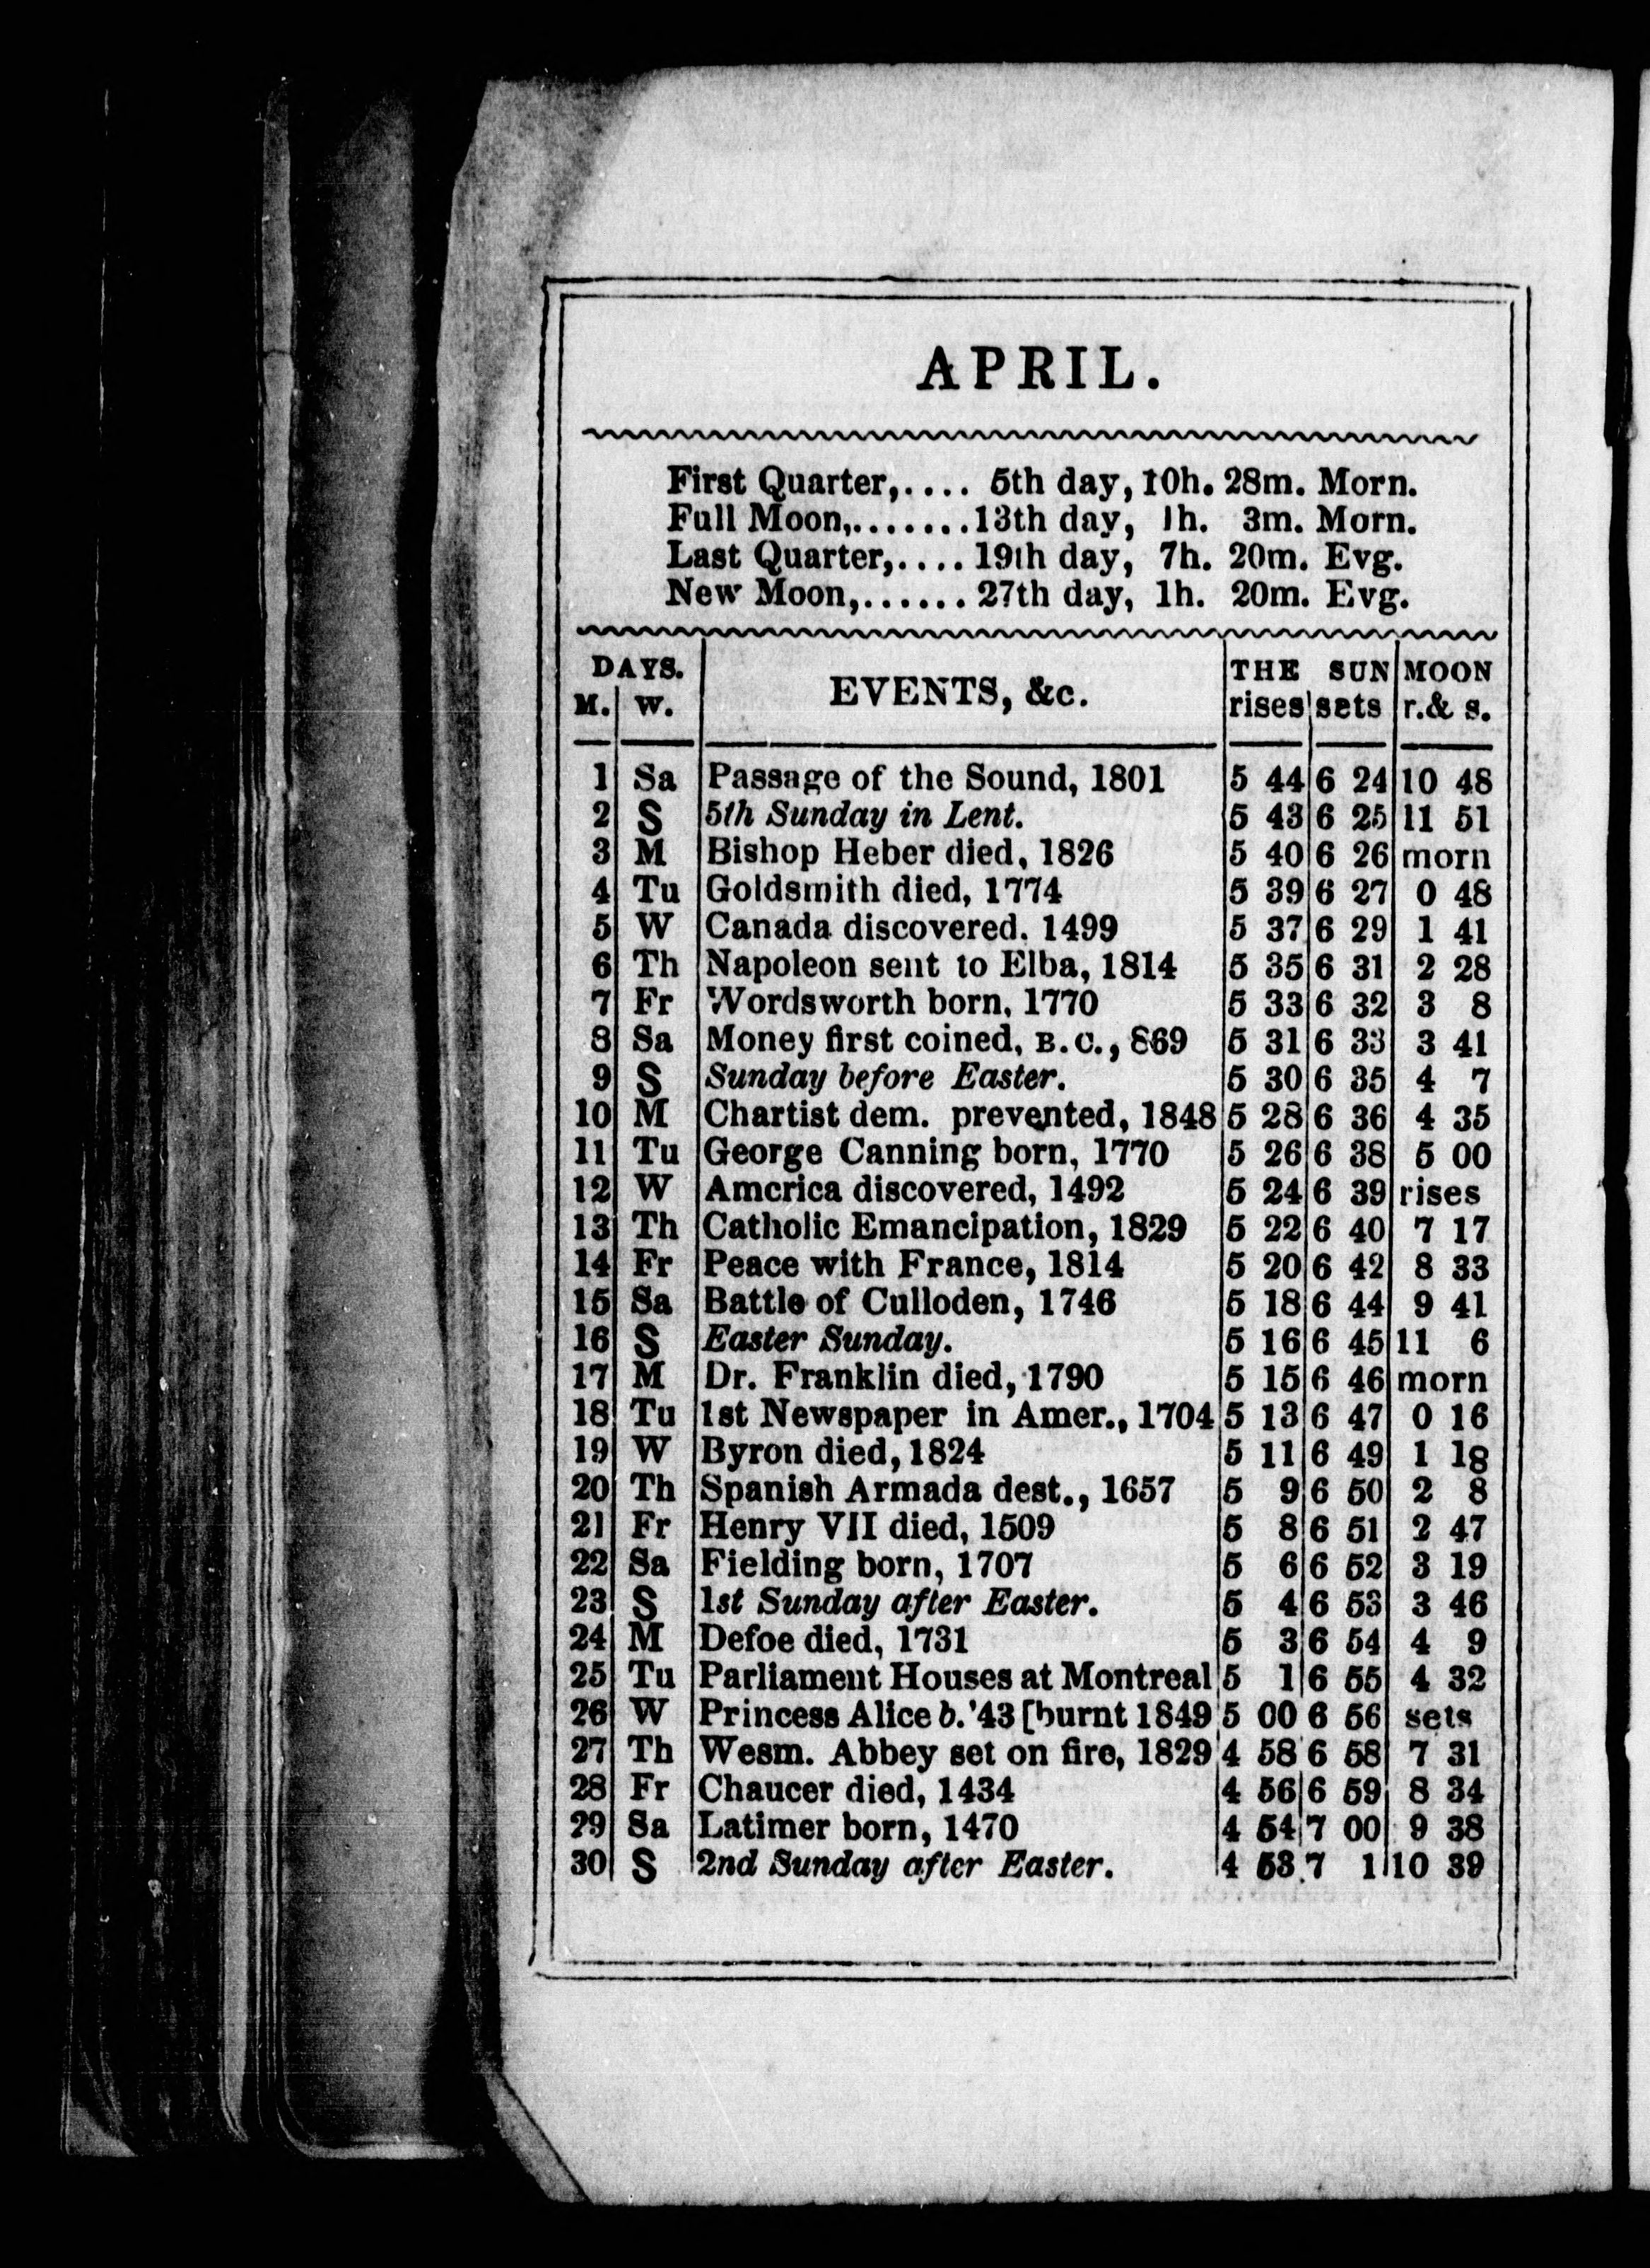 APRIL.
First Quarter,.... 5th day, 10h. 28m. Morn.
Full Moon,.......13th day, 1h. 3m. Morn.
Last Quarter,.... 19th day, 7h. 20m. Evg.
New Moon,...... 27th day, 1h. 20m. Evg.
DAYS. EVENTS, &c. THE SUN MOON
M. W. rises sets r.& s.
1 Sa Passage of the Sound, 1801 5 44 6 24 10 48
2 S 5th Sunday in Lent. 5 43 6 25 11 51
3 M Bishop Heber died, 1826 5 40 6 26 morn
4 Tu Goldsmith died, 1774 5 39 6 27 0 48
5 W Canada discovered. 1499 5 37 6 29 1 41
6 Th Napoleon sent to Elba, 1814 5 35 6 31 2 28
7 Fr Wordsworth born, 1770 5 33 6 32 3 8
8 Sa Money first coined, B.C., 869 5 31 6 33 3 41
9 S Sunday before Easter. 5 30 6 35 4 7
10 M Chartist dem. prevented, 1848 5 28 6 36 4 35
11 Tu George Canning born, 1770 5 26 6 38 5 00
12 W America discovered, 1492 5 24 6 39 rises
13 Th Catholic Emancipation, 1829 5 22 6 40 7 17
14 Fr Peace with France, 1814 5 20 6 42 8 33
15 Sa Battle of Culloden, 1746 5 18 6 44 9 41
16 S Easter Sunday. 5 16 6 45 11 6
17 M Dr. Franklin died, 1790 5 15 6 46 morn
18 Tu 1st Newspaper in Amer., 1704 5 13 6 47 0 16
19 W Byron died, 1824 5 11 6 49 1 18
20 Th Spanish Armada dest., 1657 5 9 6 50 2 8
21 Fr Henry VII died, 1509 5 8 6 51 2 47
22 Sa Fielding born, 1707 5 6 6 52 3 19
23 S 1st Sunday after Easter. 5 4 6 53 3 46
24 M Defoe died, 1731 5 3 6 54 4 9
25 Tu Parliament Houses at Montreal 5 1 6 55 4 32
26 W Princess Alice b.'43 [burnt 1849 5 00 6 56 sets
27 Th Wesm. Abbey set on fire, 1829 4 58 6 58 7 31
28 Fr Chaucer died, 1434 4 56 6 59 8 34
29 Sa Latimer born, 1470 4 54 7 00 9 38
30 S 2nd Sunday after Easter. 4 53 7 1 10 39